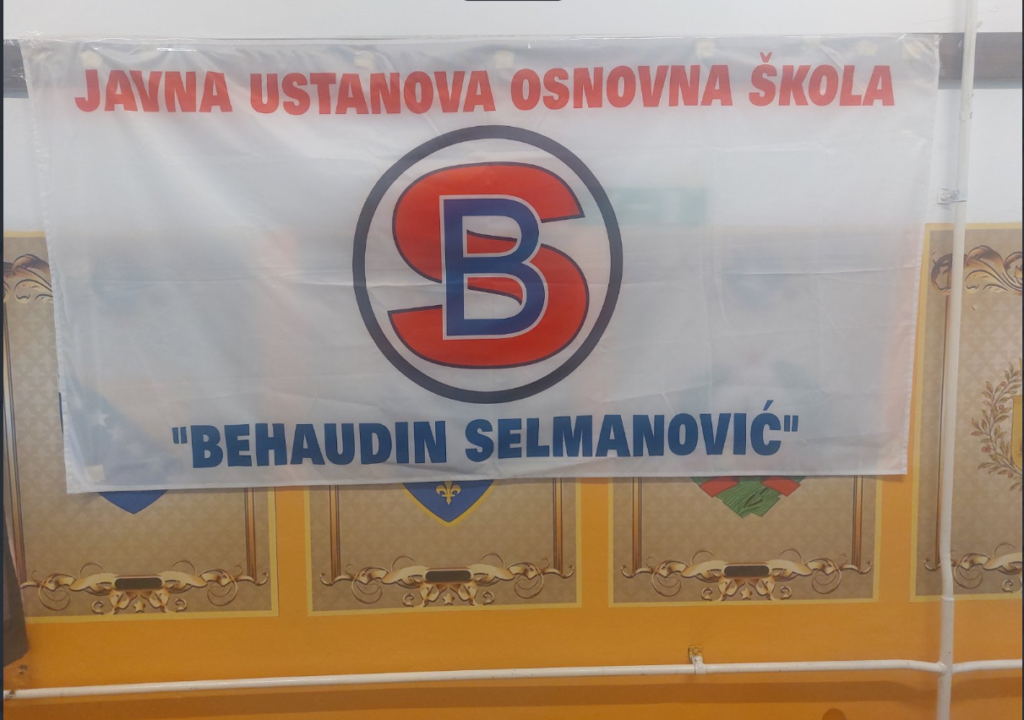 JAVNA USTANOVA OSNOVNA ŠKOLA
SB
"BEHAUDIN SELMANOVIĆ"